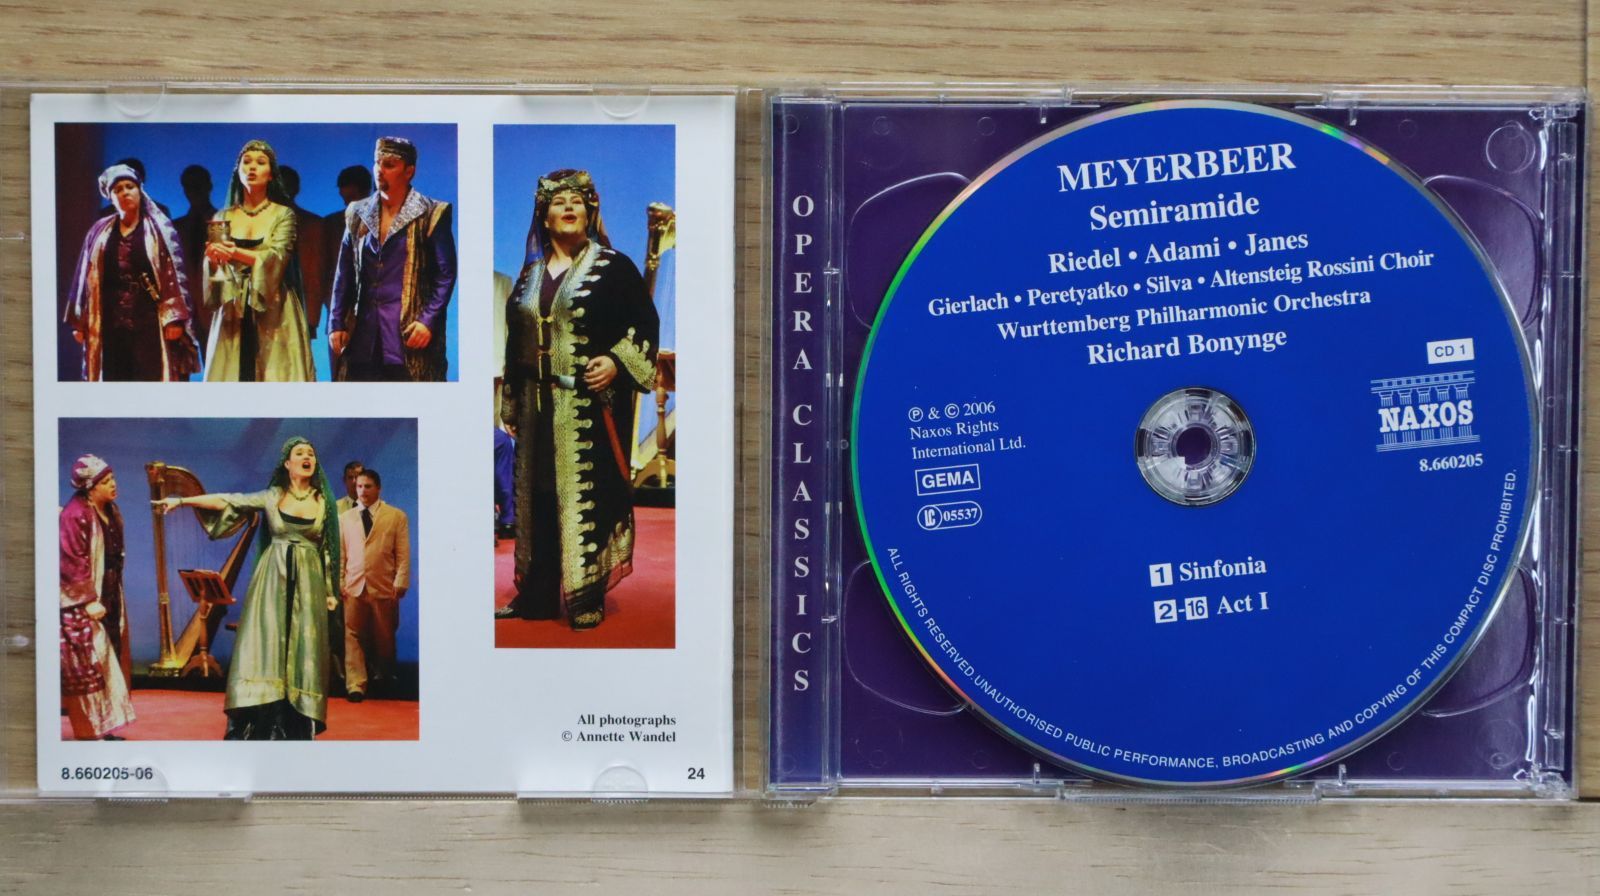 All photographs
© Annette Wandel
8.660205-06
24
OPERA CLASSICS
MEYERBEER
Semiramide
Riedel • Adami • Janes
Gierlach • Peretyatko • Silva • Altensteig Rossini Choir
Wurttemberg Philharmonic Orchestra
Richard Bonynge
CD 1
NAXOS
8.660205
℗ & © 2006
Naxos Rights
International Ltd.
GEMA
LC 05537
1 Sinfonia
2-16 Act I
ALL RIGHTS RESERVED. UNAUTHORISED PUBLIC PERFORMANCE, BROADCASTING AND COPYING OF THIS COMPACT DISC PROHIBITED.